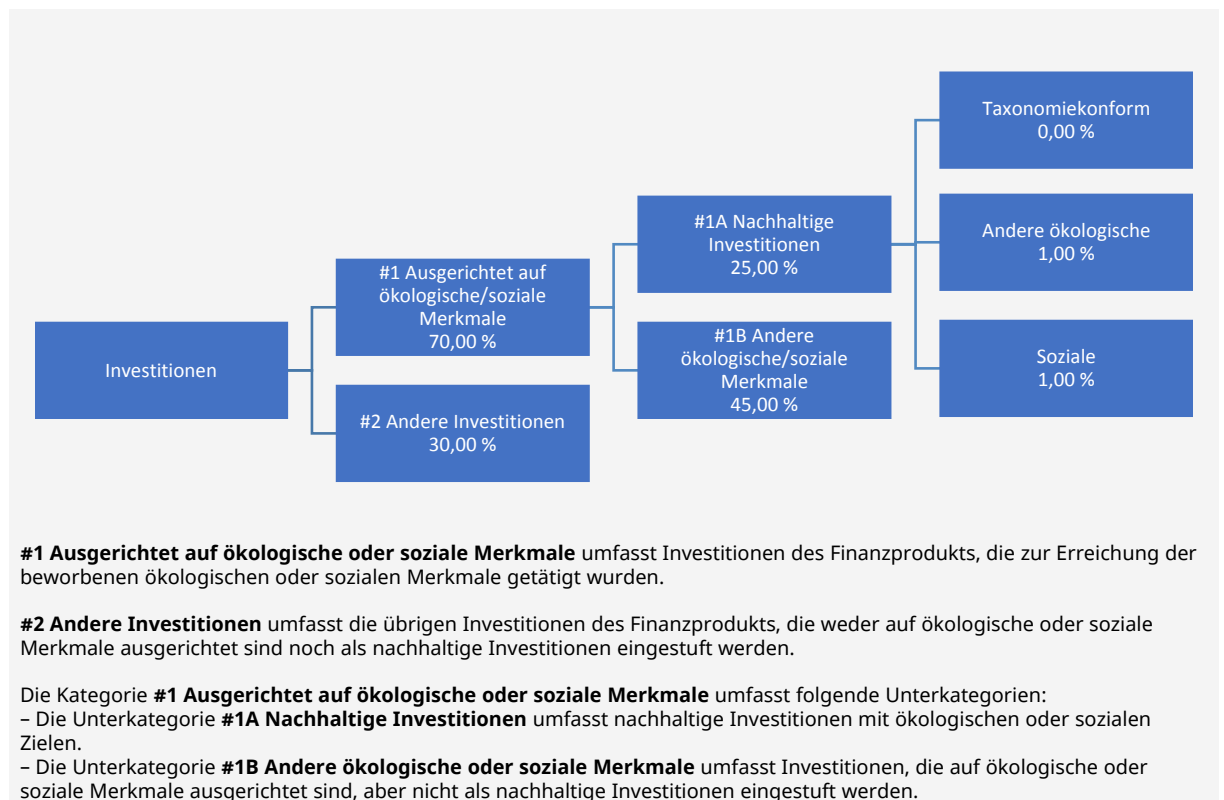 Investitionen
#1 Ausgerichtet auf
ökologische/soziale
Merkmale
70,00 %
#2 Andere Investitionen
30,00 %
#1A Nachhaltige
Investitionen
25,00 %
#1B Andere
ökologische/soziale
Merkmale
45,00 %
Taxonomiekonform
0,00 %
Andere ökologische
1,00 %
Soziale
1,00 %
#1 Ausgerichtet auf ökologische oder soziale Merkmale umfasst Investitionen des Finanzprodukts, die zur Erreichung der
beworbenen ökologischen oder sozialen Merkmale getätigt wurden.
#2 Andere Investitionen umfasst die übrigen Investitionen des Finanzprodukts, die weder auf ökologische oder soziale
Merkmale ausgerichtet sind noch als nachhaltige Investitionen eingestuft werden.
Die Kategorie #1 Ausgerichtet auf ökologische oder soziale Merkmale umfasst folgende Unterkategorien:
– Die Unterkategorie #1A Nachhaltige Investitionen umfasst nachhaltige Investitionen mit ökologischen oder sozialen
Zielen.
– Die Unterkategorie #1B Andere ökologische oder soziale Merkmale umfasst Investitionen, die auf ökologische oder
soziale Merkmale ausgerichtet sind, aber nicht als nachhaltige Investitionen eingestuft werden.